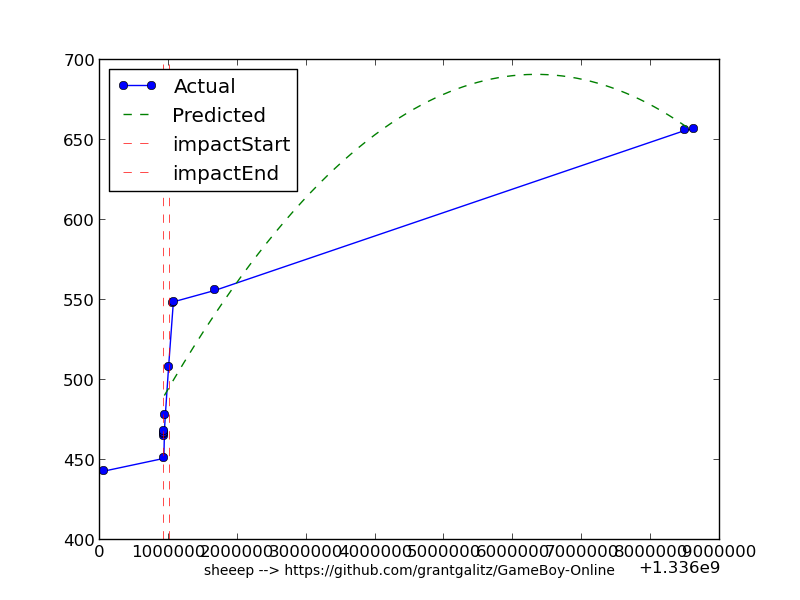 700
650
600
550
500
450
400
Actual
Predicted
impactStart
impactEnd
0 1000000 2000000 3000000 4000000 5000000 6000000 7000000 8000000 9000000
+1.336e9
sheeep --> https://github.com/grantgalitz/GameBoy-Online